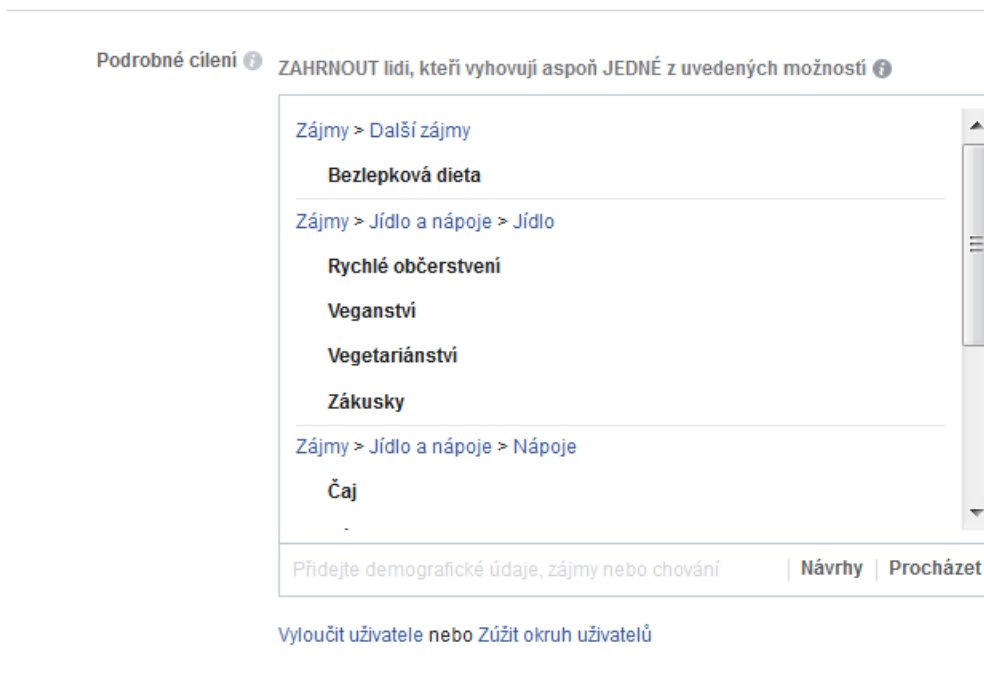 Podrobné cílení
ZAHRNOUT lidi, kteří vyhovují aspoň JEDNÉ z uvedených možností
Zájmy > Další zájmy
Bezlepková dieta
Zájmy > Jídlo a nápoje > Jídlo
Rychlé občerstvení
Veganství
Vegetariánství
Zákusky
Zájmy > Jídlo a nápoje > Nápoje
Čaj
Přidejte demografické údaje, zájmy nebo chování | Návrhy | Procházet
Vyloučit uživatele nebo Zúžit okruh uživatelů